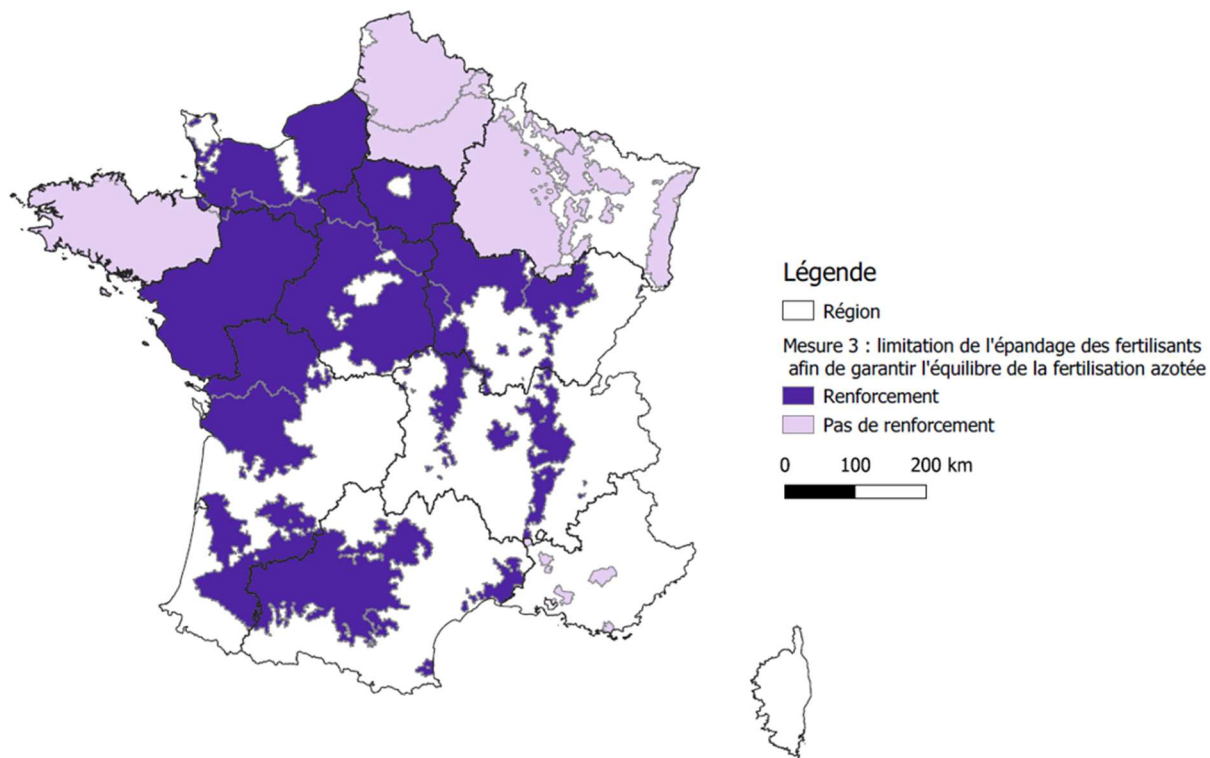 Légende
Région
Mesure 3 : limitation de l'épandage des fertilisants
afin de garantir l'équilibre de la fertilisation azotée
Renforcement
Pas de renforcement
0 100 200 km